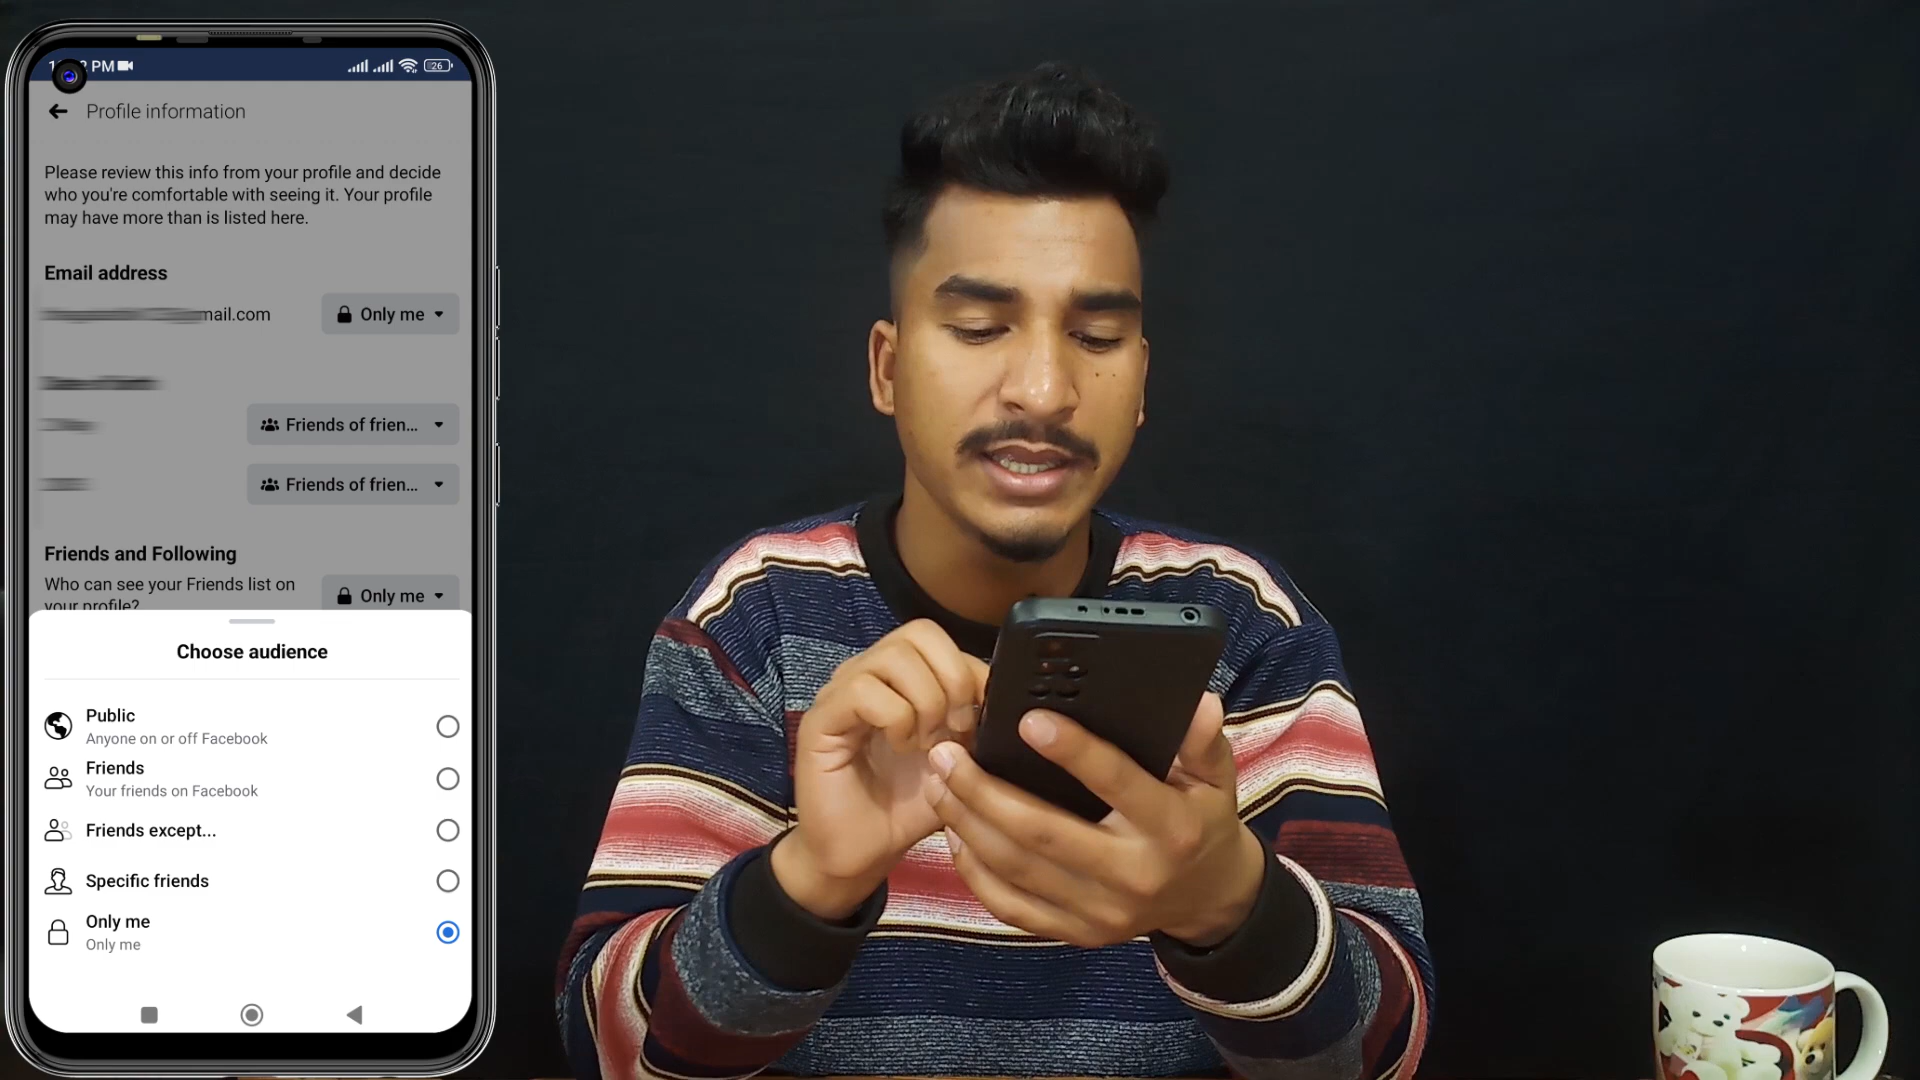 PM
26
Profile information
Please review this info from your profile and decide
who you're comfortable with seeing it. Your profile
may have more than is listed here.
Email address
mail.com
Only me
Friends of frien...
Friends of frien...
Friends and Following
Who can see your Friends list on
your profile?
Only me
Choose audience
Public
Anyone on or off Facebook
Friends
Your friends on Facebook
Friends except...
Specific friends
Only me
Only me